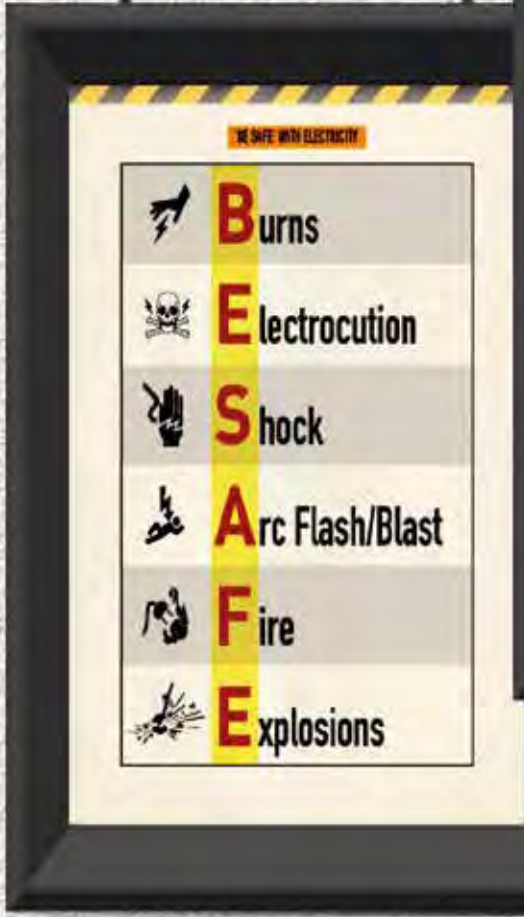 "BE SAFE" WITH ELECTRICITY
Burns
Electrocution
Shock
Arc Flash/Blast
Fire
Explosions